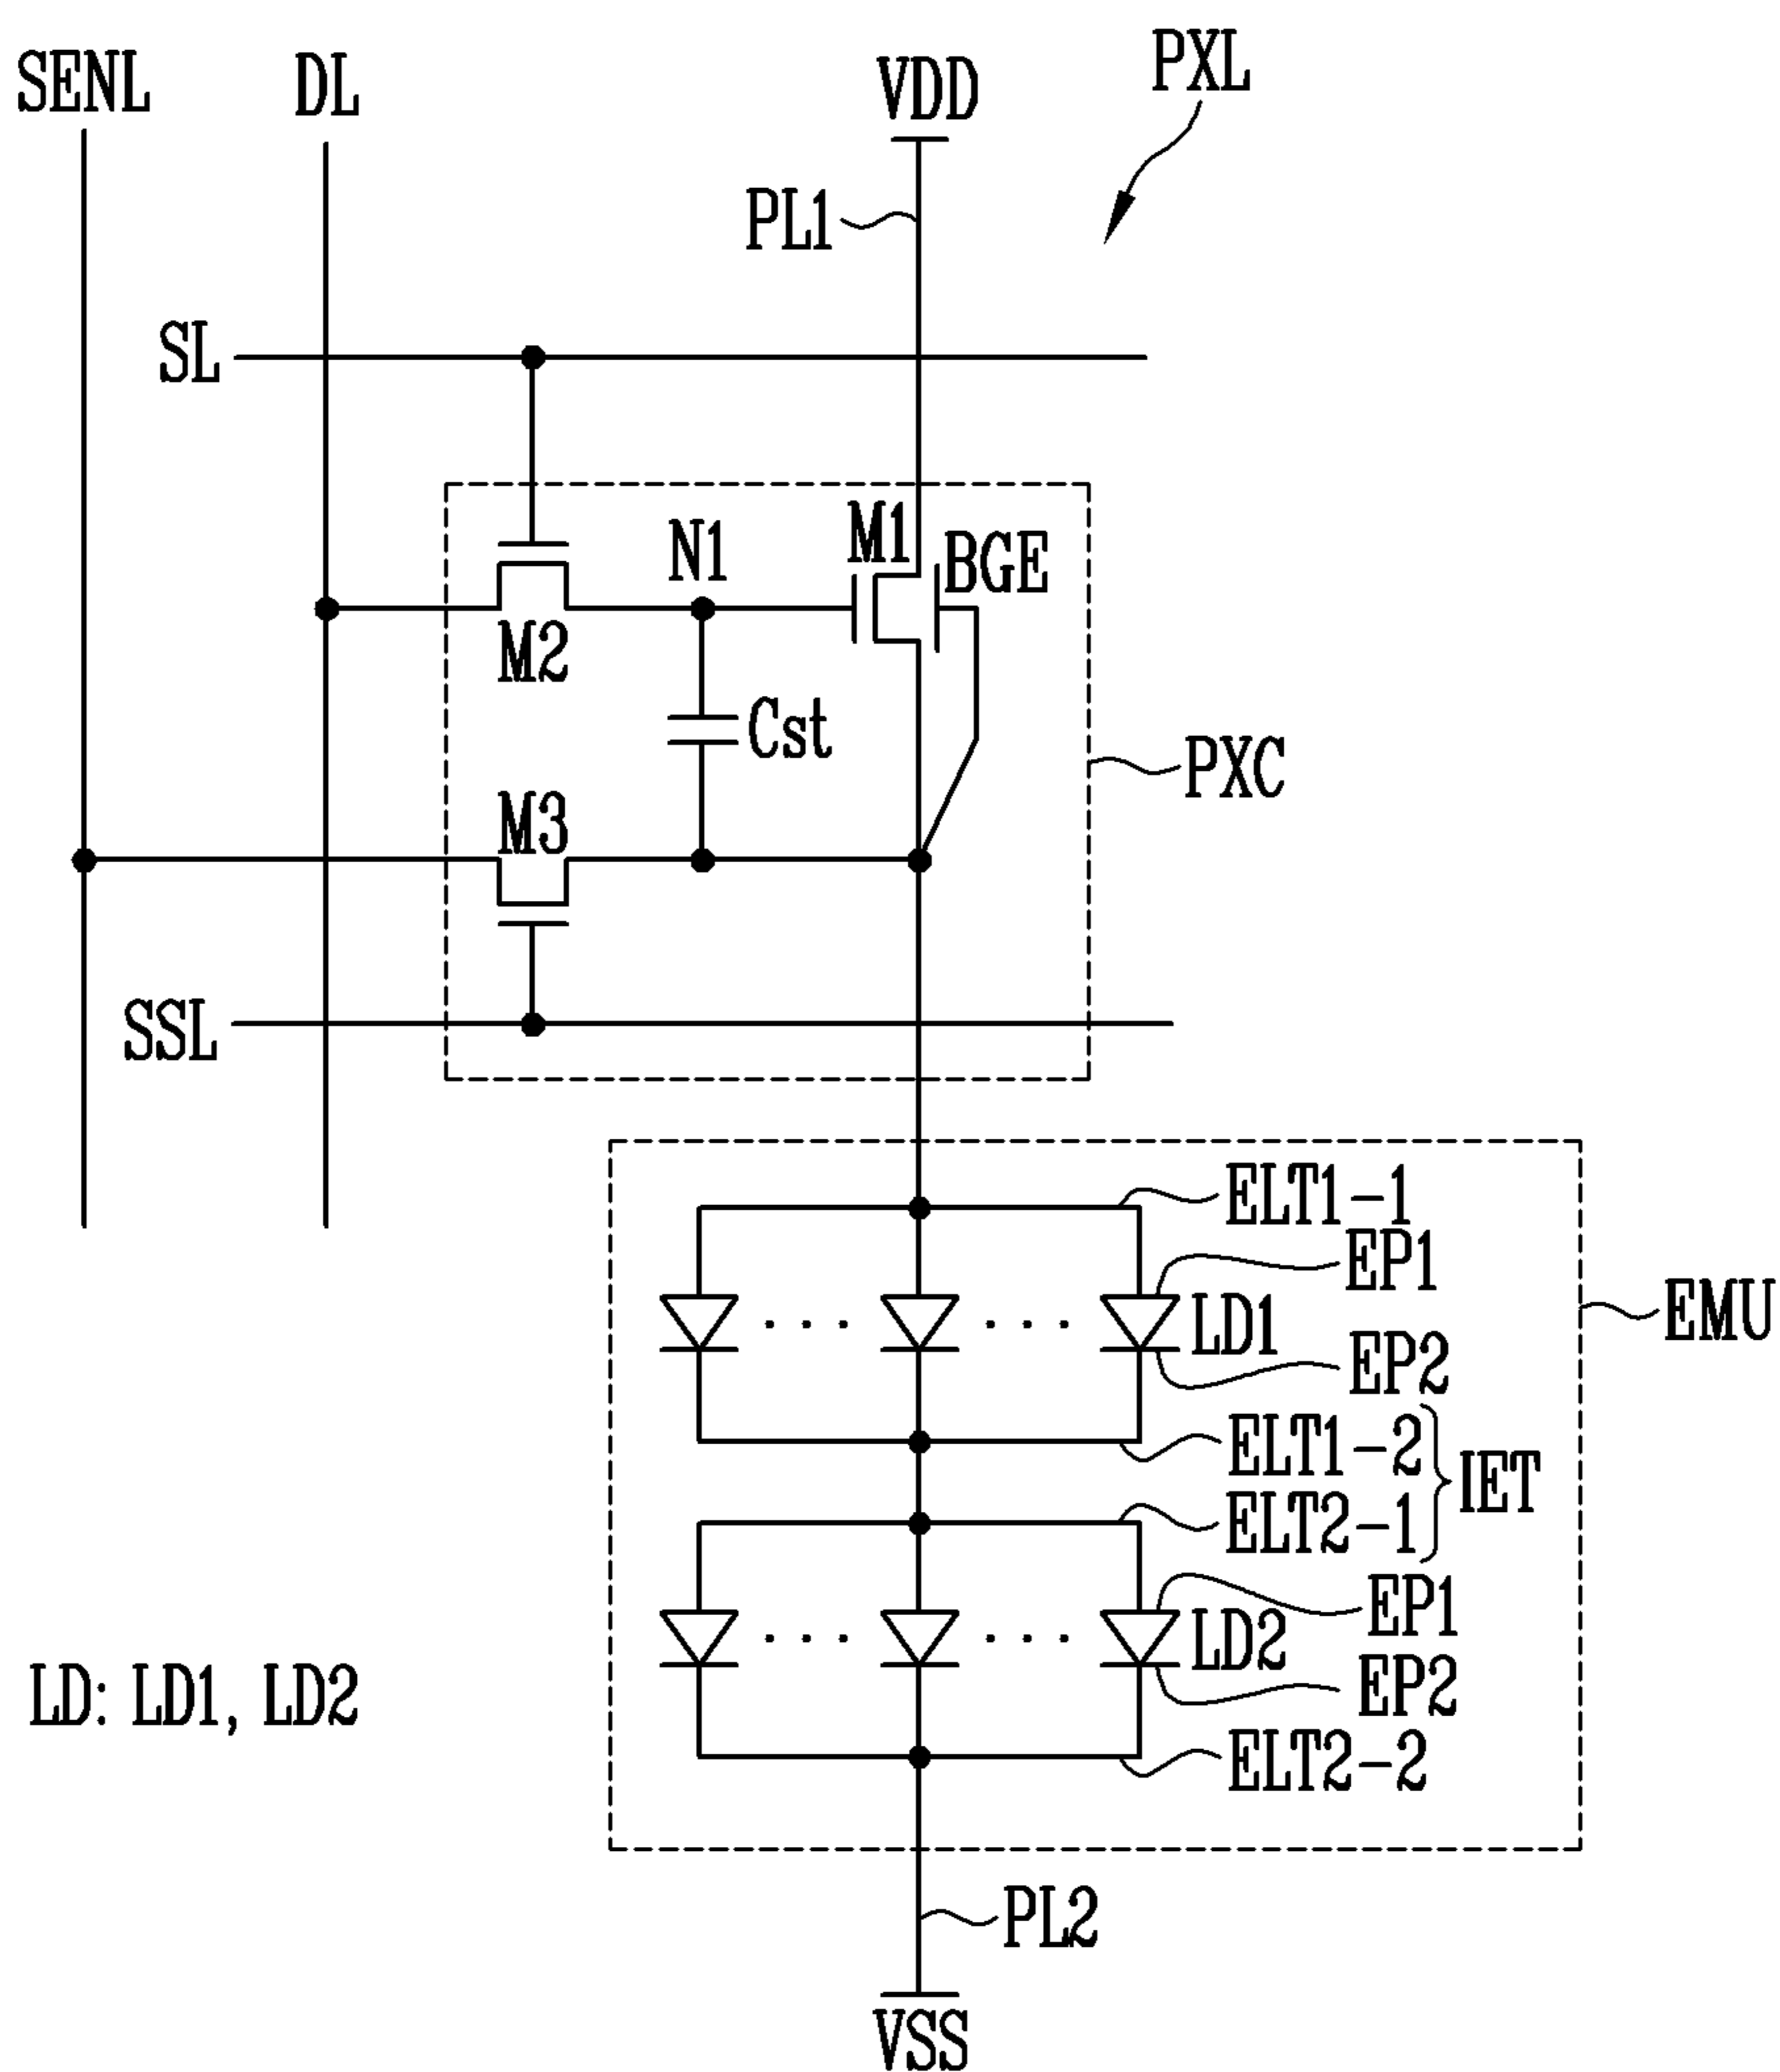 PXL
SENL
DL
VDD
PL1
SL
M1
N1
BGE
M2
Cst
PXC
M3
SSL
ELT1-1
EP1
LD1
EMU
EP2
ELT1-2
IET
ELT2-1
EP1
LD2
EP2
LD: LD1, LD2
ELT2-2
PL2
VSS